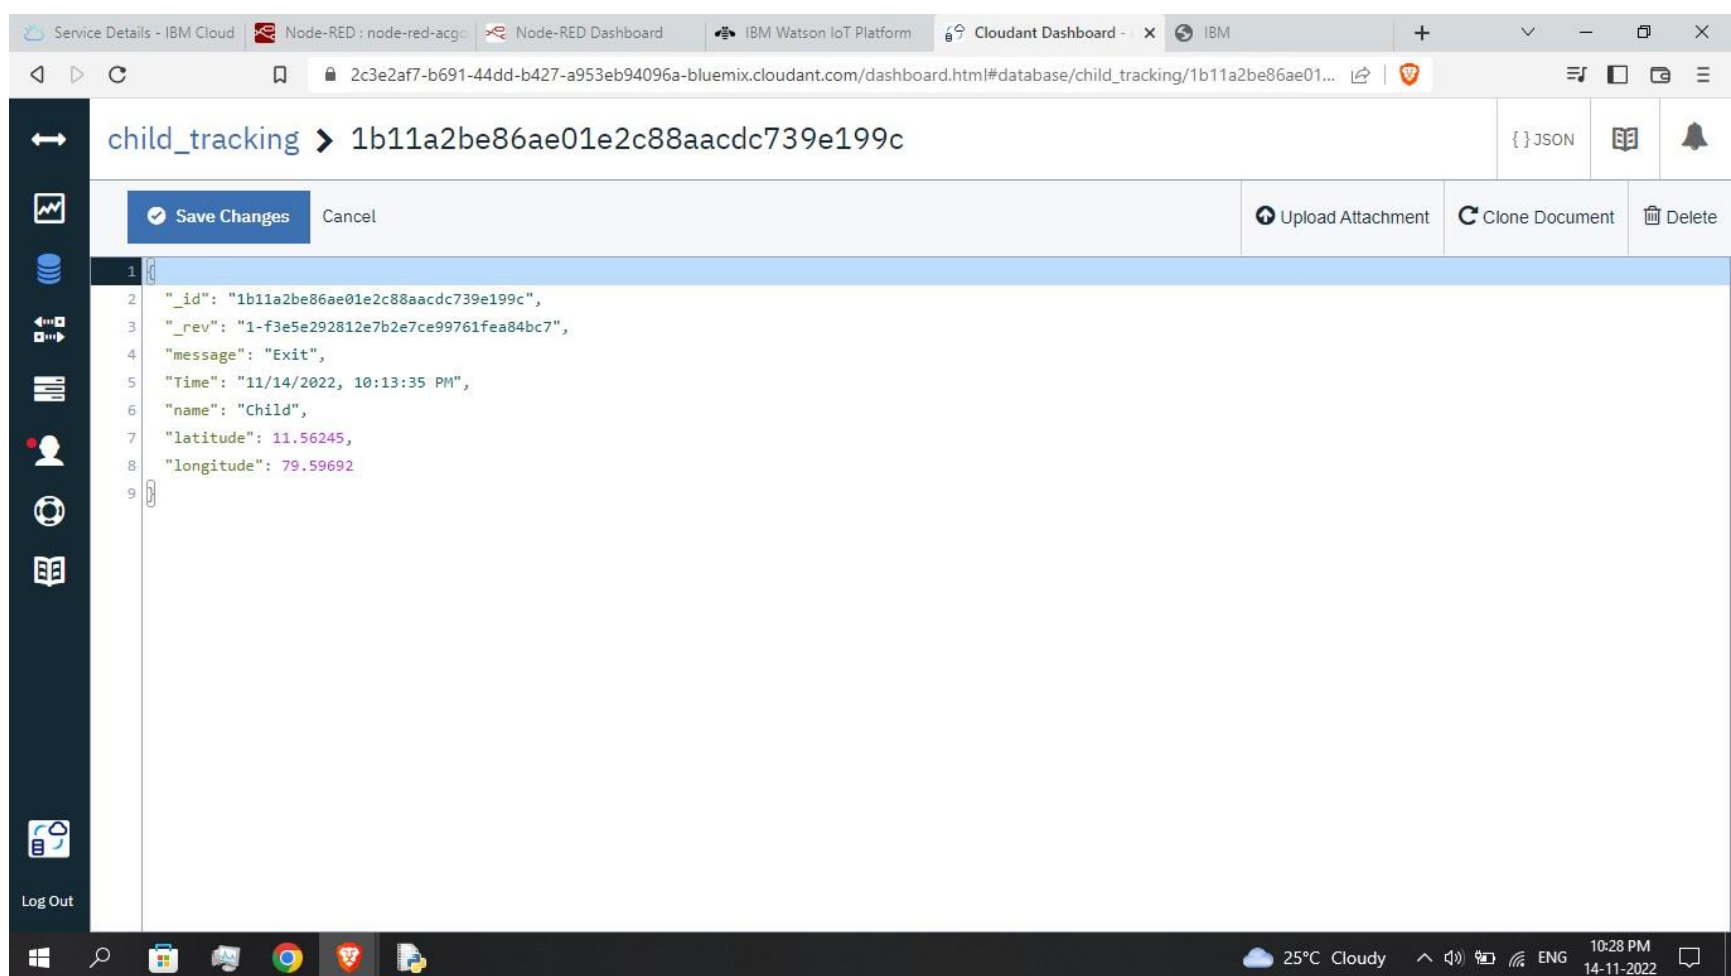 Service Details - IBM Cloud Node-RED : node-red-acgo Node-RED Dashboard IBM Watson IoT Platform Cloudant Dashboard - IBM
2c3e2af7-b691-44dd-b427-a953eb94096a-bluemix.cloudant.com/dashboard.html#database/child_tracking/1b11a2be86ae01...
child_tracking > 1b11a2be86ae01e2c88aacdc739e199c { } JSON
Save Changes Cancel Upload Attachment Clone Document Delete
1 {
2 "_id": "1b11a2be86ae01e2c88aacdc739e199c",
3 "_rev": "1-f3e5e292812e7b2e7ce99761fea84bc7",
4 "message": "Exit",
5 "Time": "11/14/2022, 10:13:35 PM",
6 "name": "Child",
7 "latitude": 11.56245,
8 "longitude": 79.59692
9 }
Log Out
25°C Cloudy ENG 10:28 PM
14-11-2022